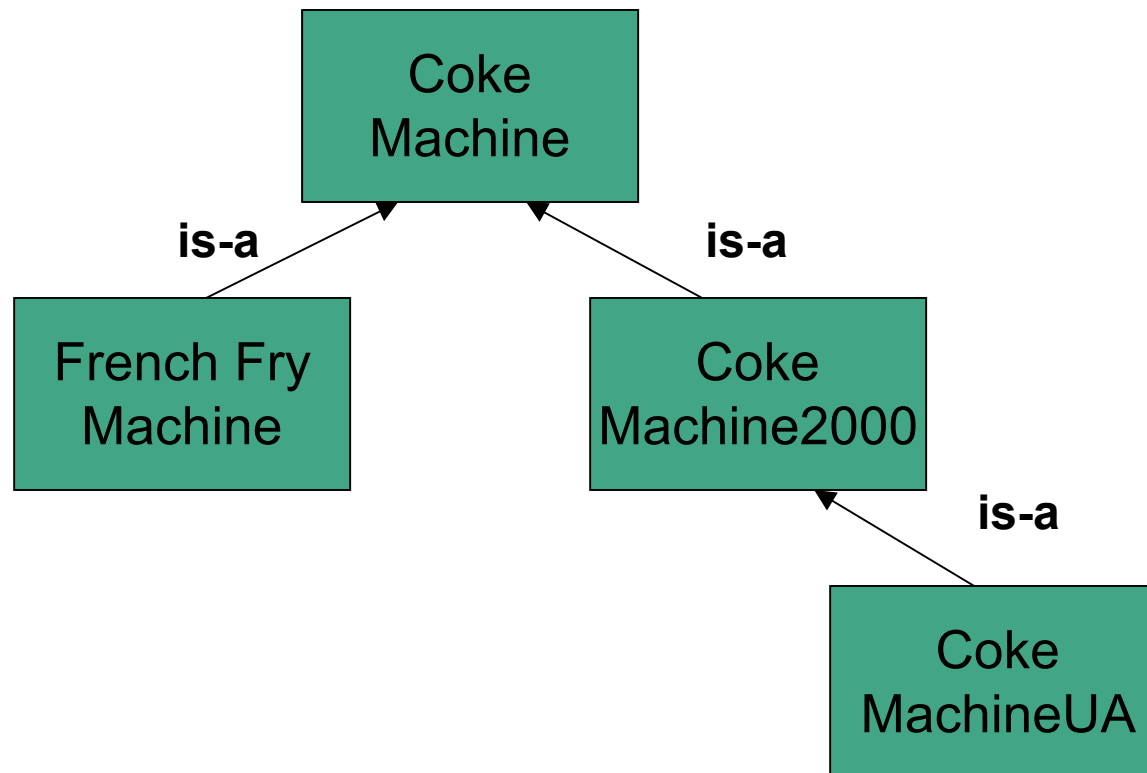 Coke
Machine
is-a
is-a
French Fry
Machine
Coke
Machine2000
is-a
Coke
MachineUA